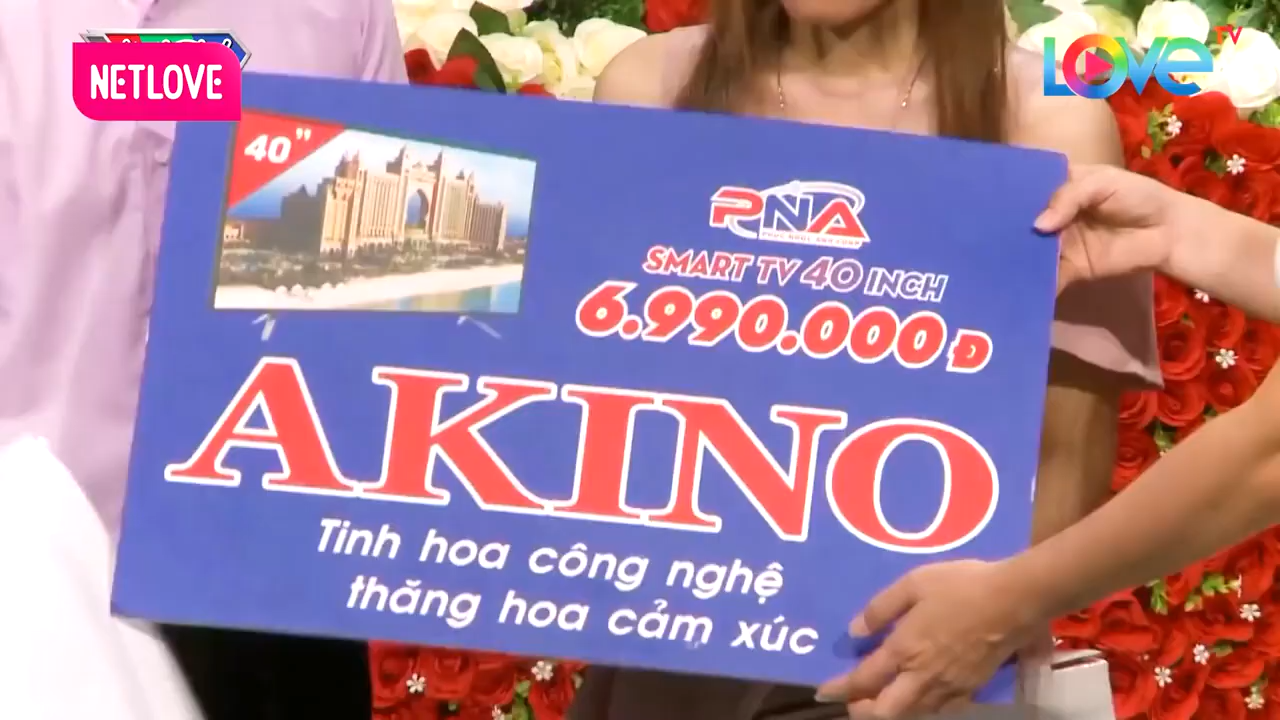 NETLOVE
LOVE TV
40"
PNA
SMART TV 40 INCH
6.990.000 Đ
AKINO
Tinh hoa công nghệ
thăng hoa cảm xúc